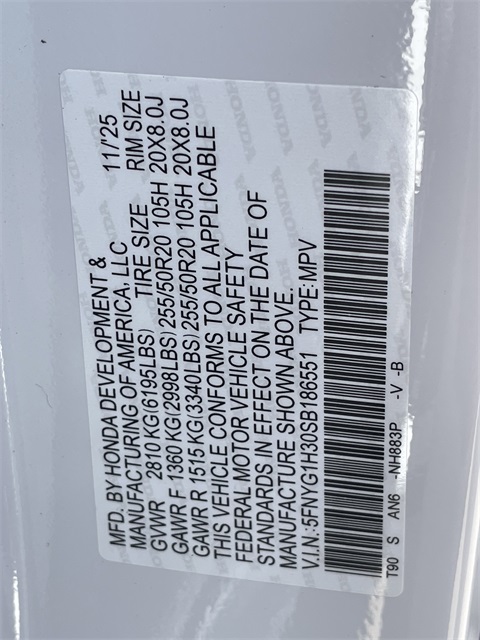 MFD. BY HONDA DEVELOPMENT & 11/'25
MANUFACTURING OF AMERICA, LLC
TIRE SIZE RIM SIZE
GVWR 2810 KG(6195LBS)
GAWR F 1360 KG(2998LBS) 255/50R20 105H 20X8.0J
GAWR R 1515 KG(3340LBS) 255/50R20 105H 20X8.0J
THIS VEHICLE CONFORMS TO ALL APPLICABLE
FEDERAL MOTOR VEHICLE SAFETY
STANDARDS IN EFFECT ON THE DATE OF
MANUFACTURE SHOWN ABOVE.
V.I.N.:5FNYG1H30SB186551 TYPE:MPV
T90 S AN6 -NH883P -V -B
HONDA